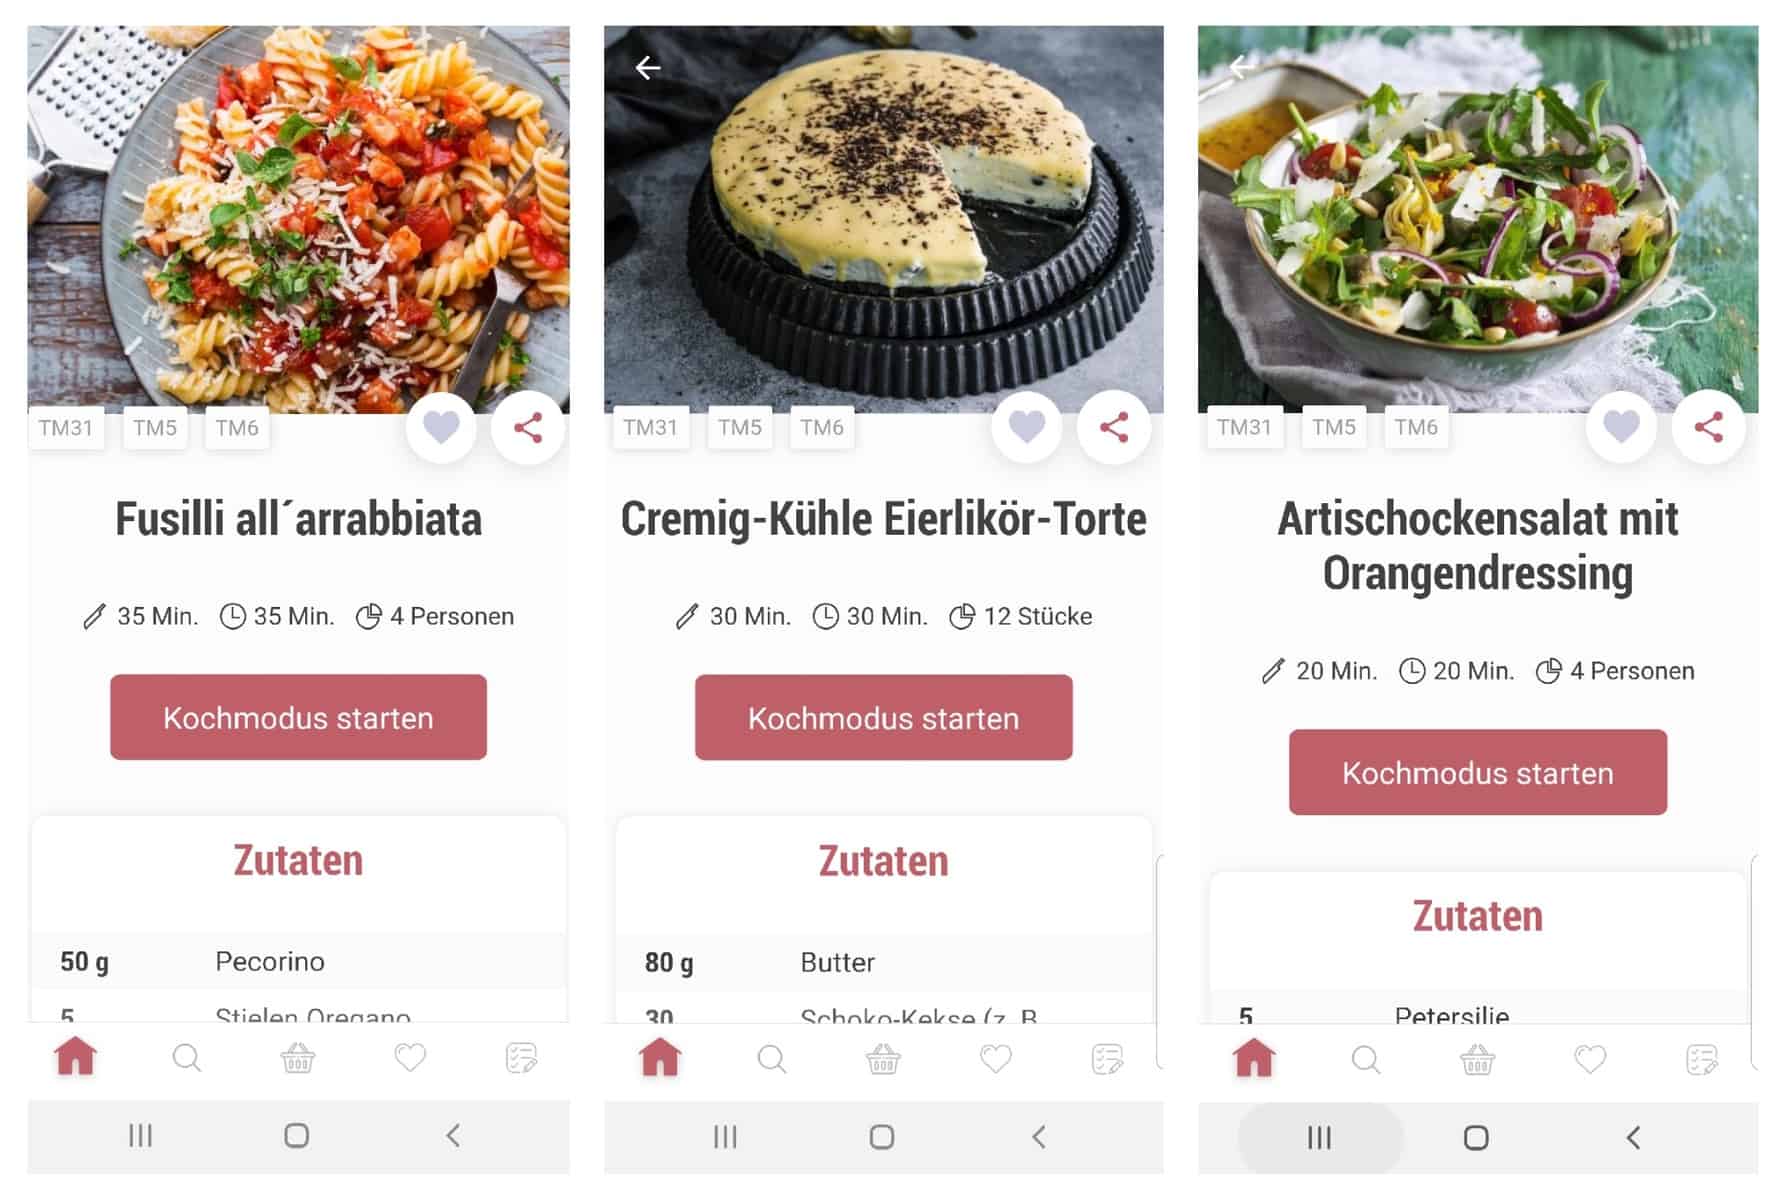 TM31 TM5 TM6
Fusilli all´arrabbiata
35 Min. 35 Min. 4 Personen
Kochmodus starten
Zutaten
50 g Pecorino
5 Stielen Oregano
TM31 TM5 TM6
Cremig-Kühle Eierlikör-Torte
30 Min. 30 Min. 12 Stücke
Kochmodus starten
Zutaten
80 g Butter
30 Schoko-Kekse (z. B.
TM31 TM5 TM6
Artischockensalat mit
Orangendressing
20 Min. 20 Min. 4 Personen
Kochmodus starten
Zutaten
5 Petersilie